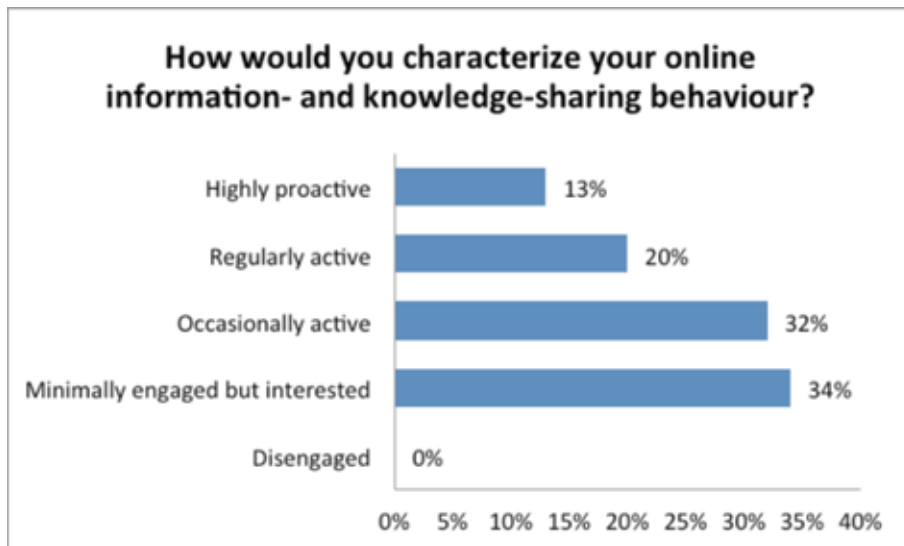 How would you characterize your online
information- and knowledge-sharing behaviour?
Highly proactive 13%
Regularly active 20%
Occasionally active 32%
Minimally engaged but interested 34%
Disengaged 0%
0% 5% 10% 15% 20% 25% 30% 35% 40%